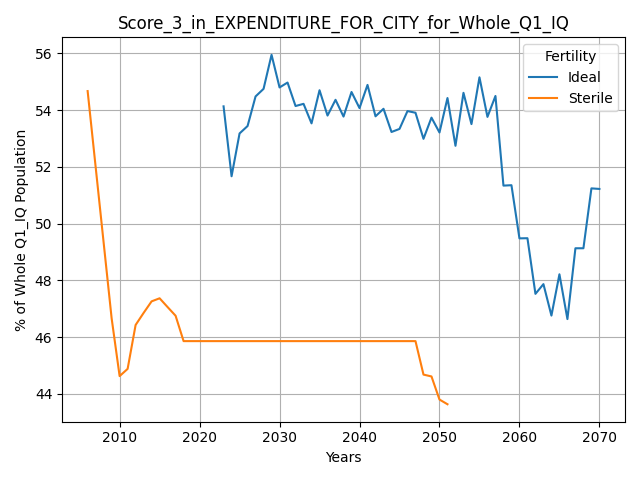 Score_3_in_EXPENDITURE_FOR_CITY_for_Whole_Q1_IQ
Fertility
Ideal
Sterile
% of Whole Q1_IQ Population
56
54
52
50
48
46
44
2010 2020 2030 2040 2050 2060 2070
Years